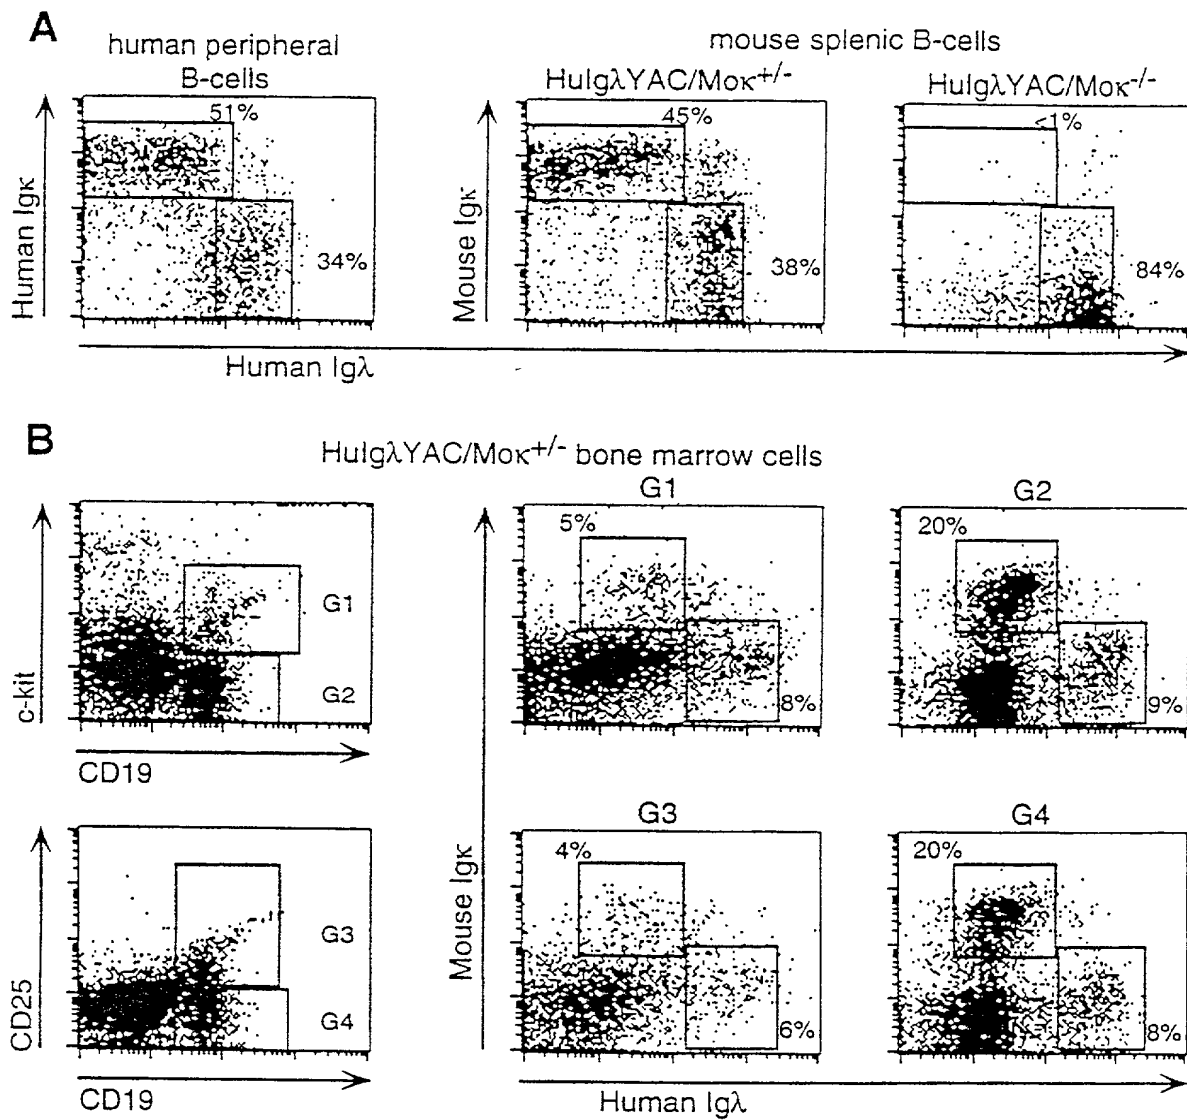 A
human peripheral
B-cells
mouse splenic B-cells
HuIgλYAC/Moκ+/-
HuIgλYAC/Moκ-/-
51%
34%
Human Igκ
45%
38%
Mouse Igκ
<1%
84%
Human Igλ
B
HuIgλYAC/Moκ+/- bone marrow cells
G1
G2
c-kit
G1
G2
CD19
5%
8%
20%
9%
G3
G4
CD25
G3
G4
CD19
Mouse Igκ
4%
6%
20%
8%
Human Igλ